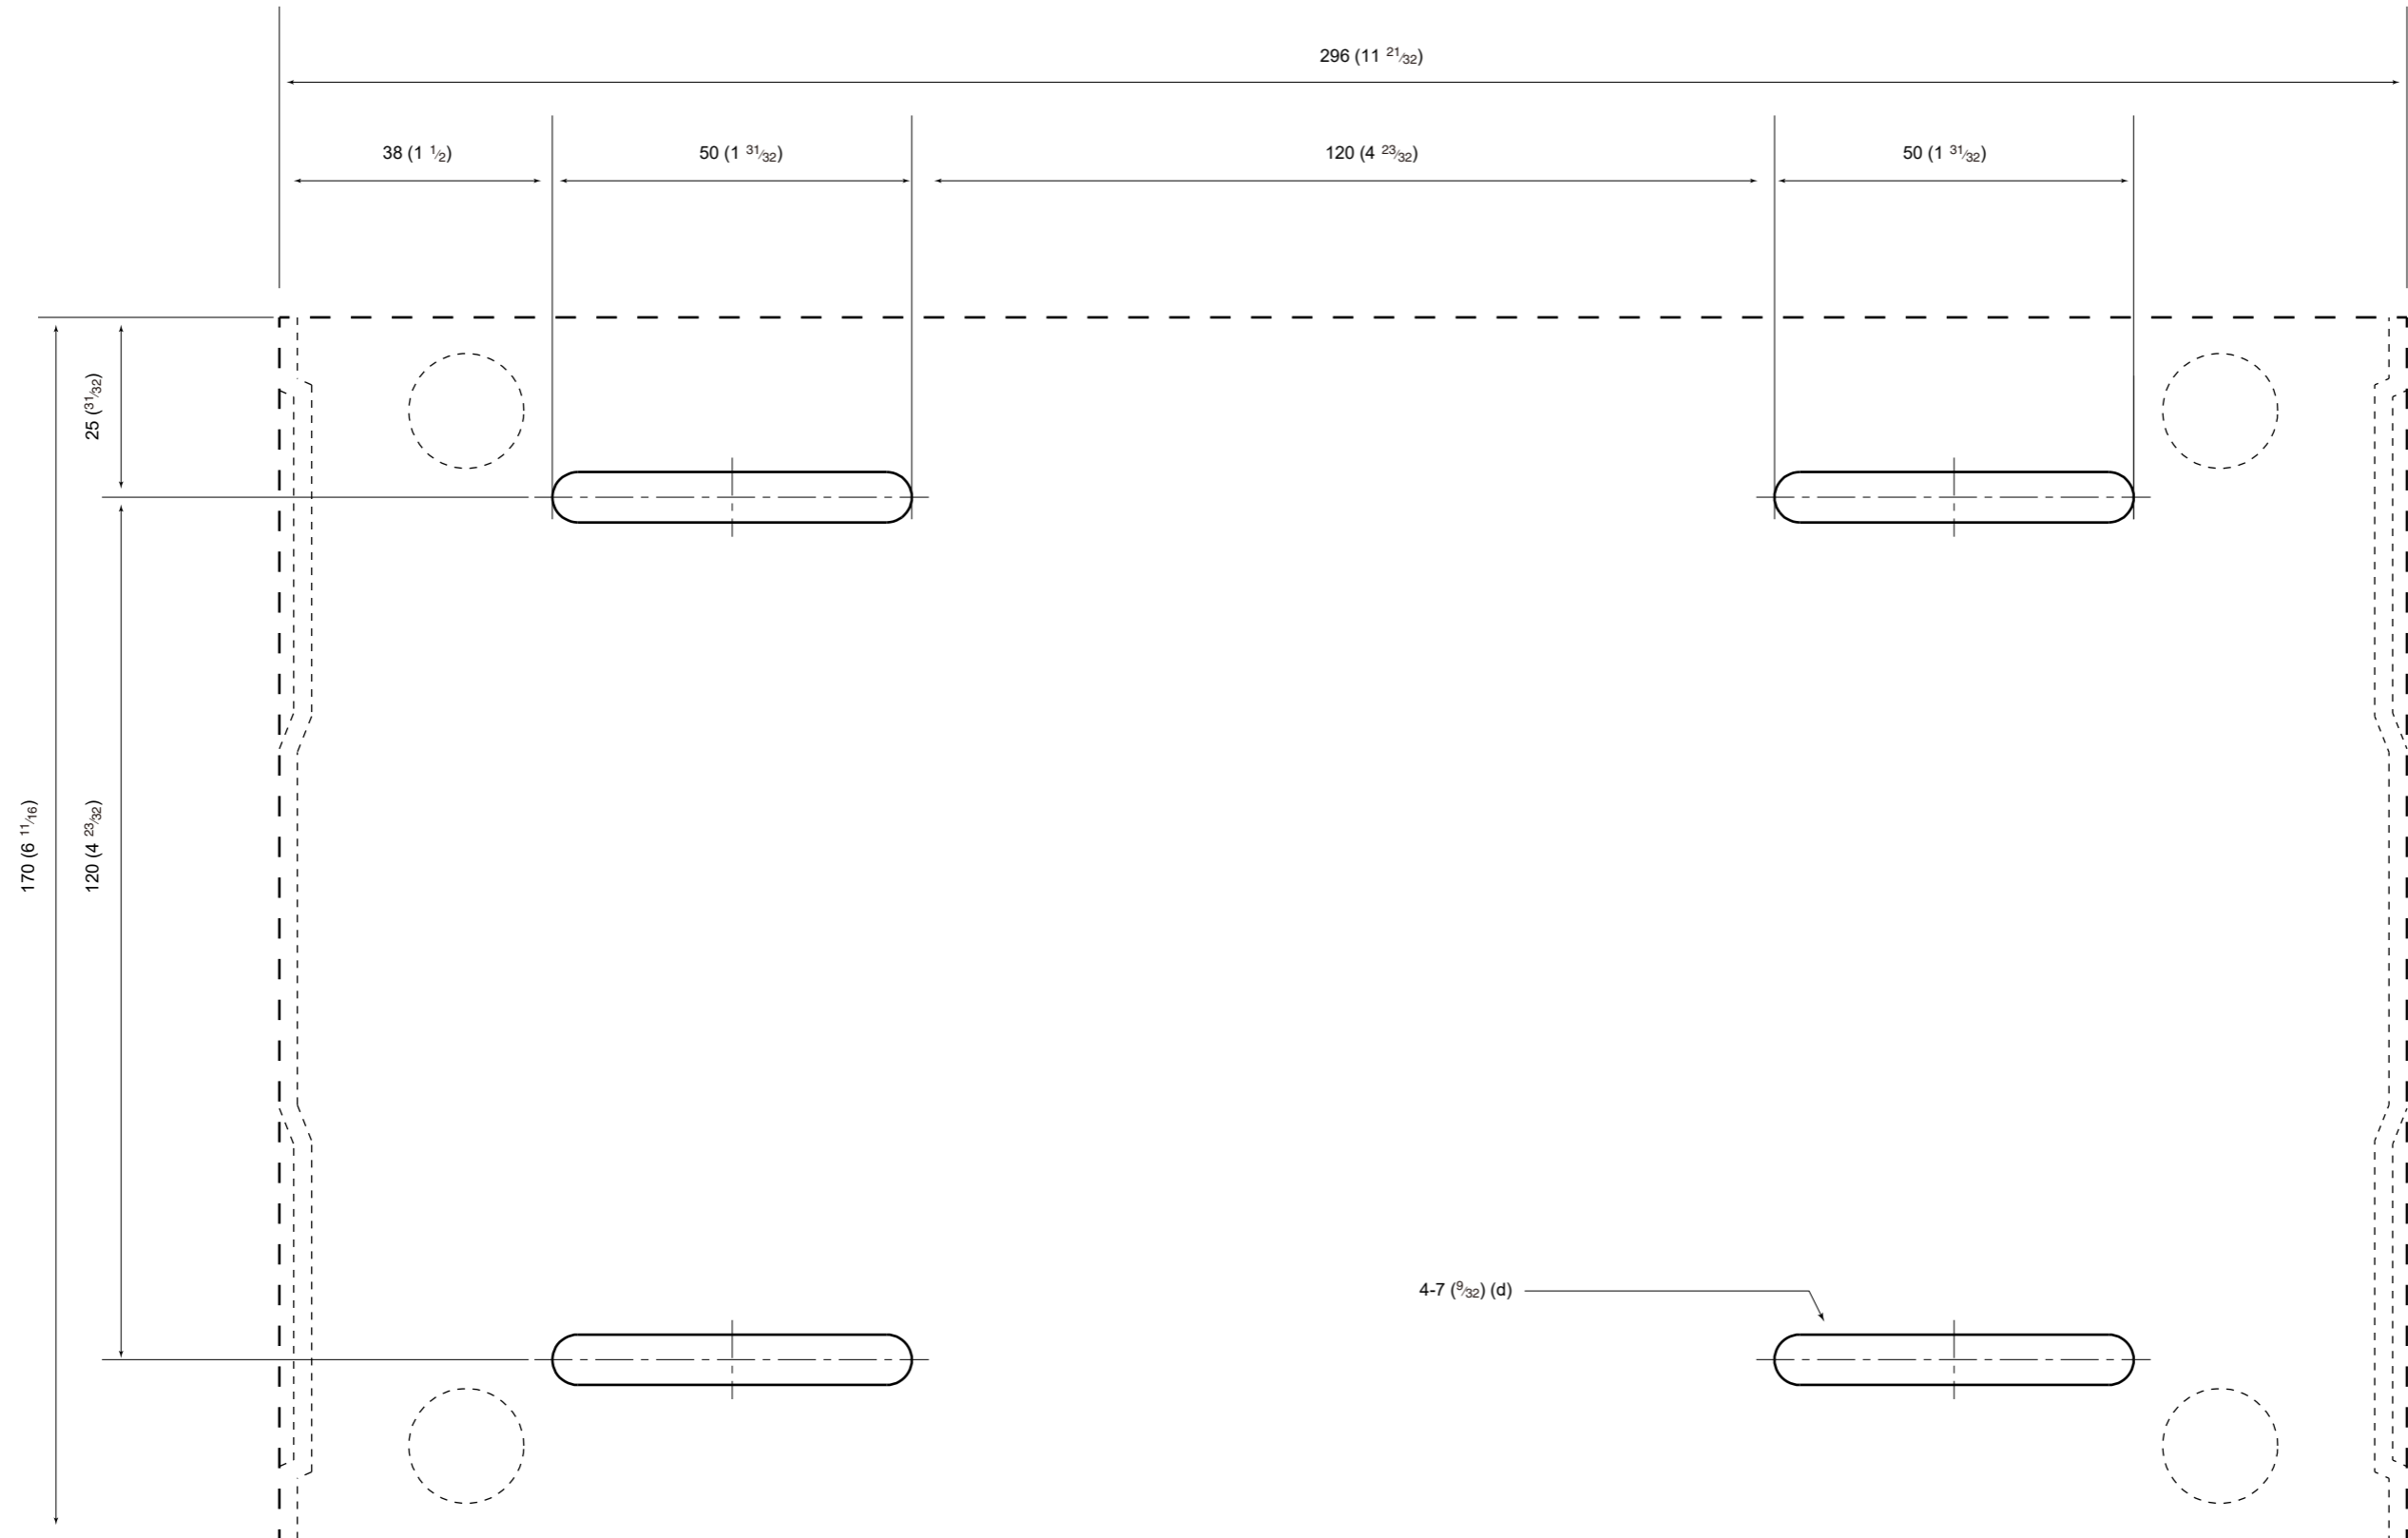 296 (11 21/32)
38 (1 1/2)
50 (1 31/32)
120 (4 23/32)
50 (1 31/32)
25 (31/32)
170 (6 11/16)
120 (4 23/32)
4-7 (9/32) (d)